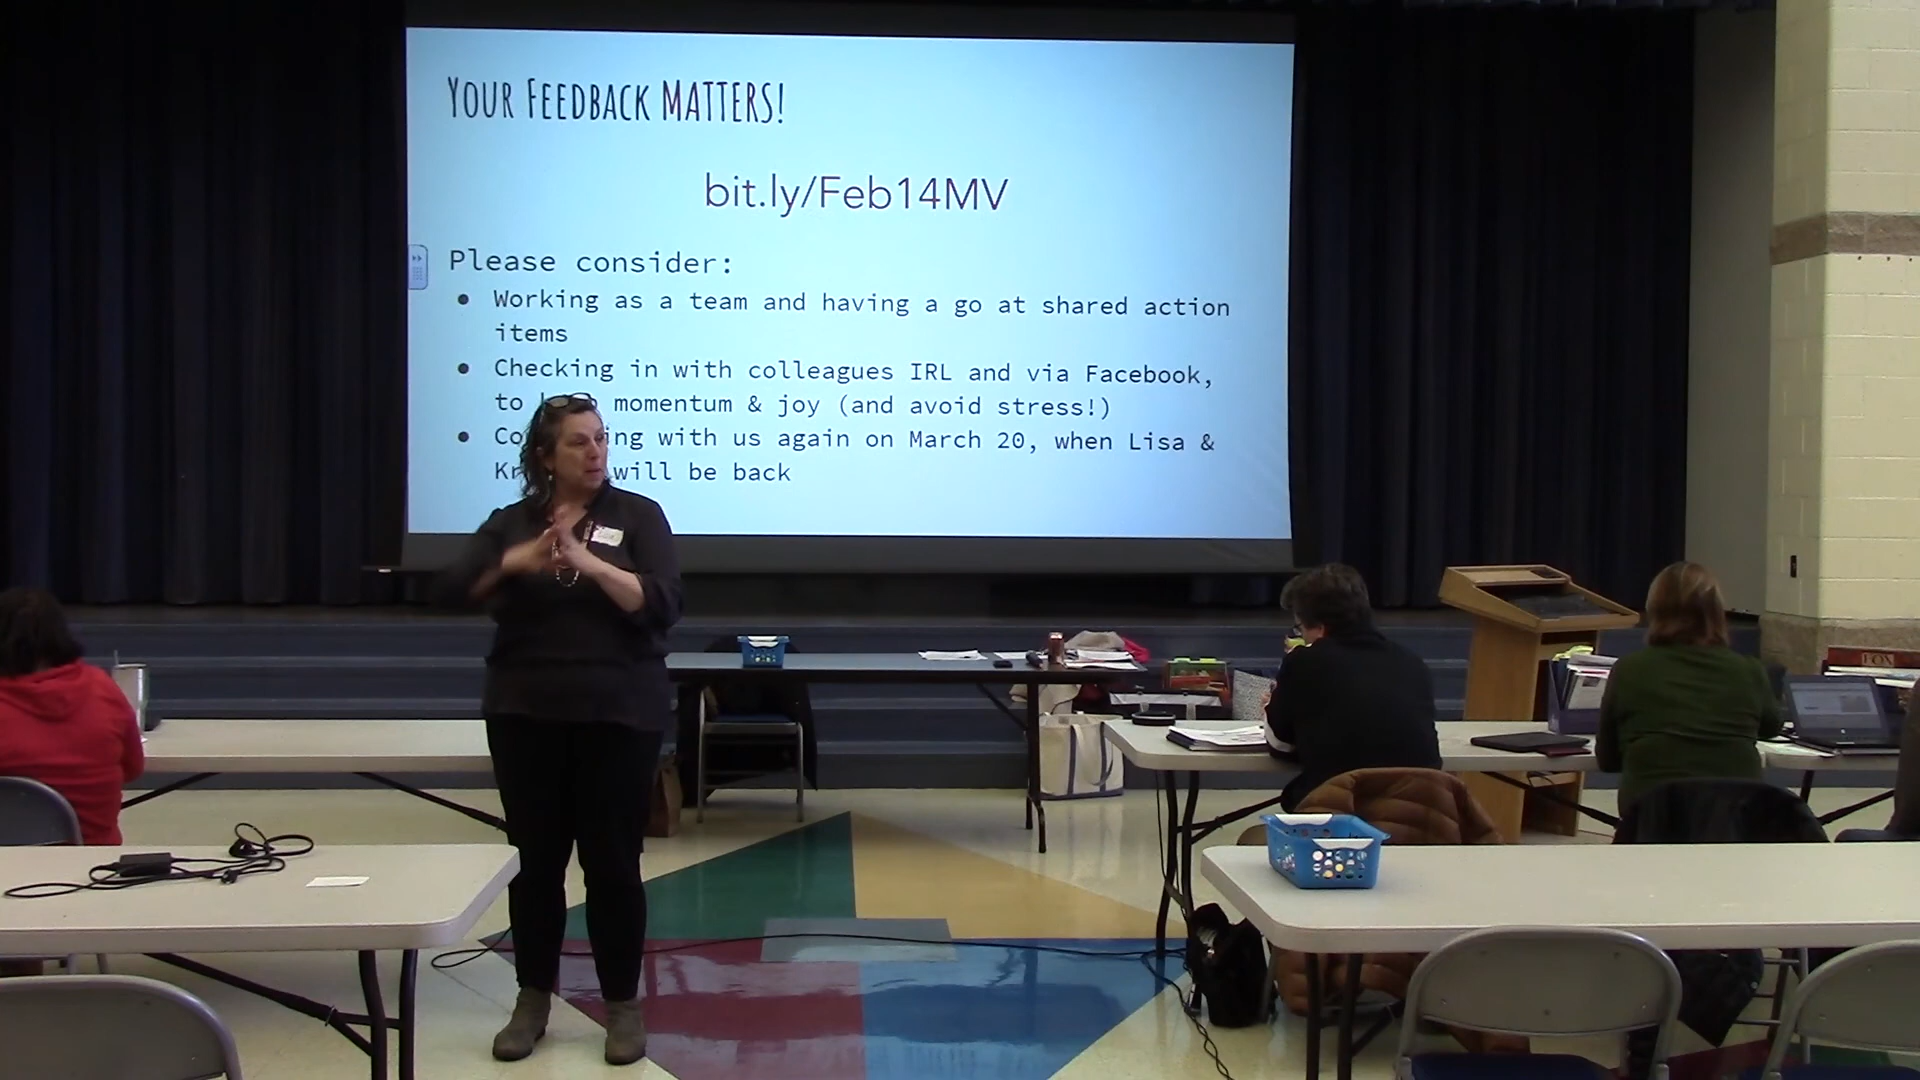 YOUR FEEDBACK MATTERS!
bit.ly/Feb14MV
Please consider:
● Working as a team and having a go at shared action
items
● Checking in with colleagues IRL and via Facebook,
to momentum & joy (and avoid stress!)
● with us again on March 20, when Lisa &
will be back
FOX